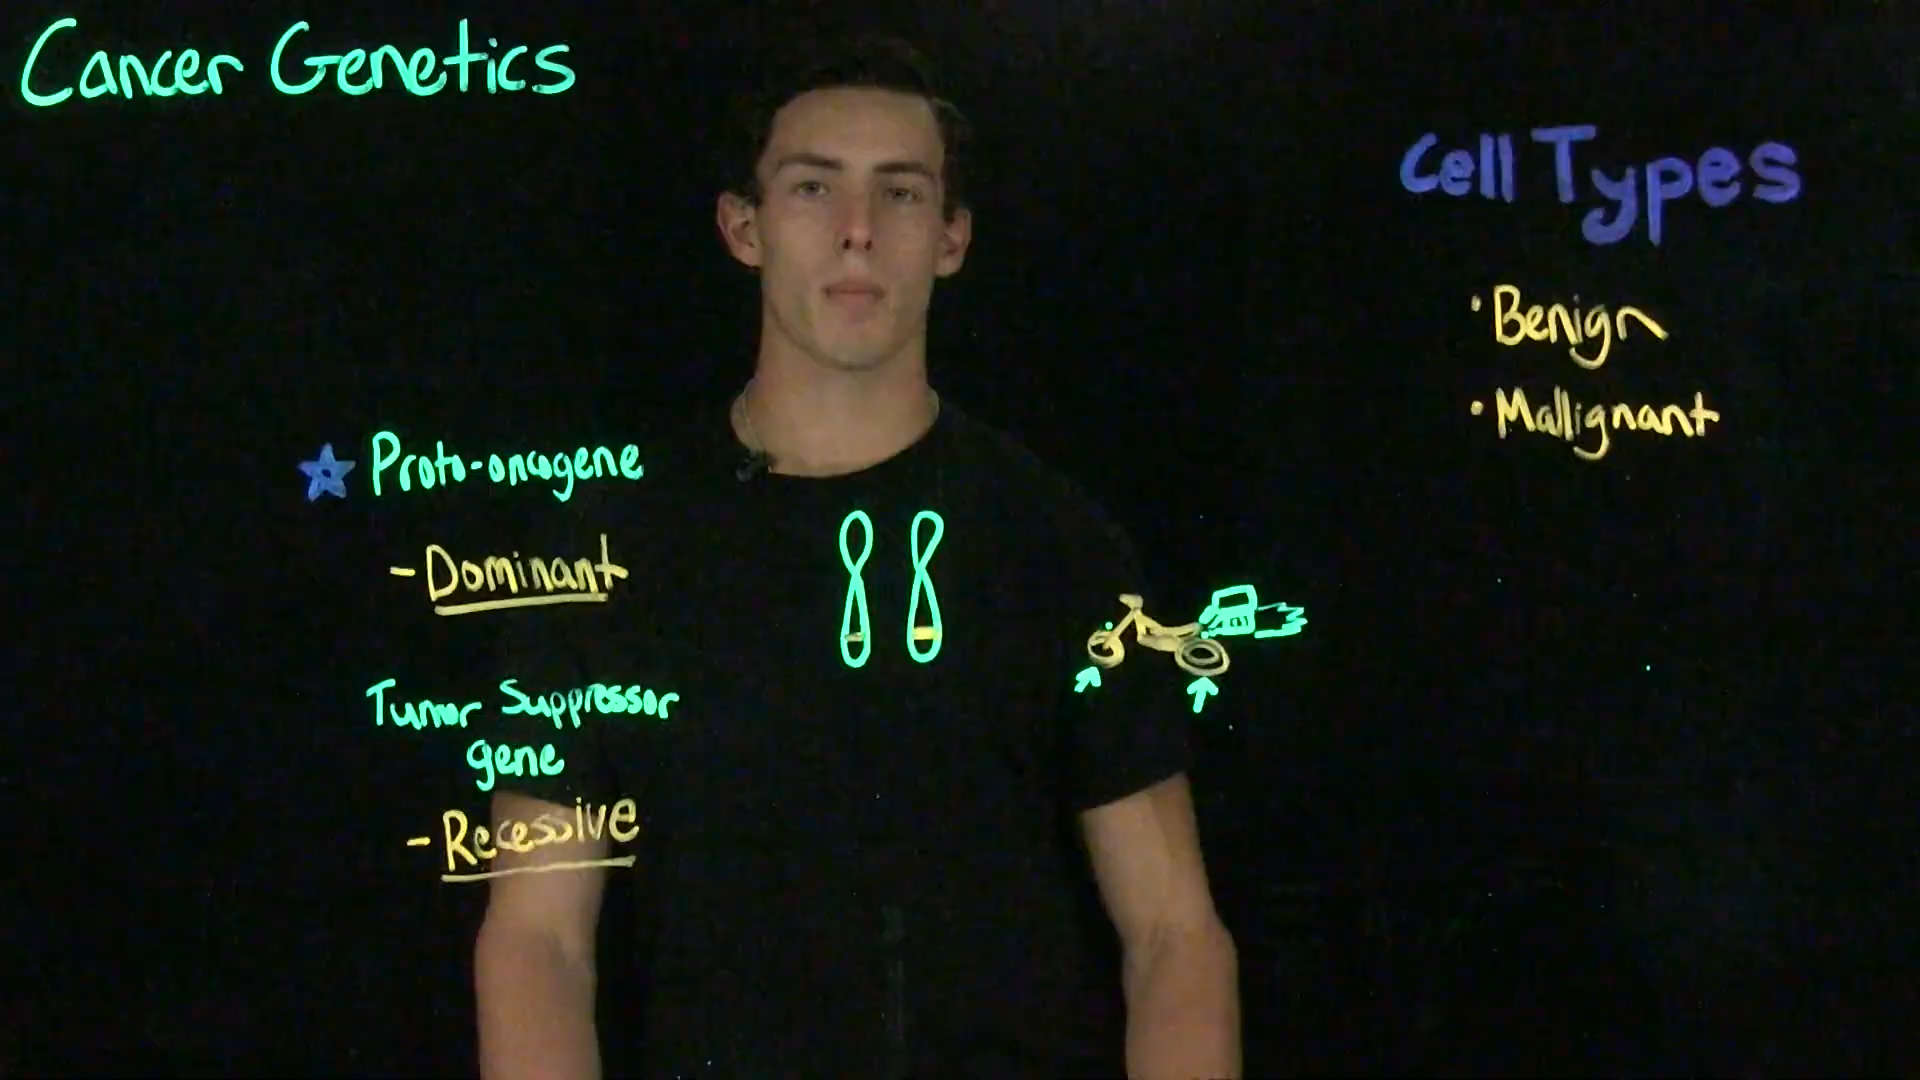 Cancer Genetics
Cell Types
• Benign
• Mallignant
Proto-oncogene
- Dominant
Tumor Suppressor
gene
- Recessive